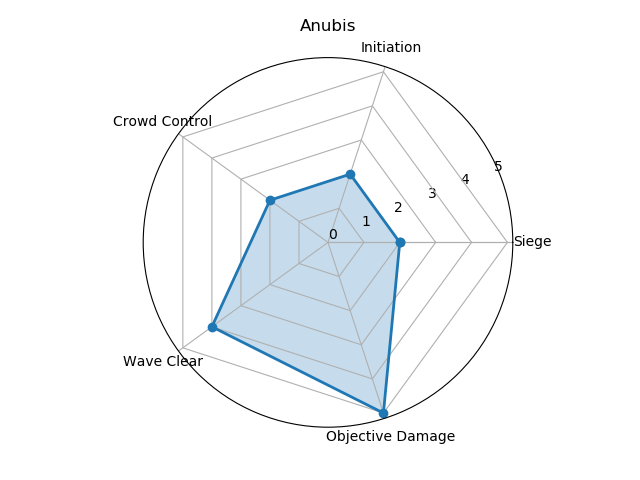 Anubis
Initiation
Crowd Control
5
4
3
2
1
0
Siege
Wave Clear
Objective Damage